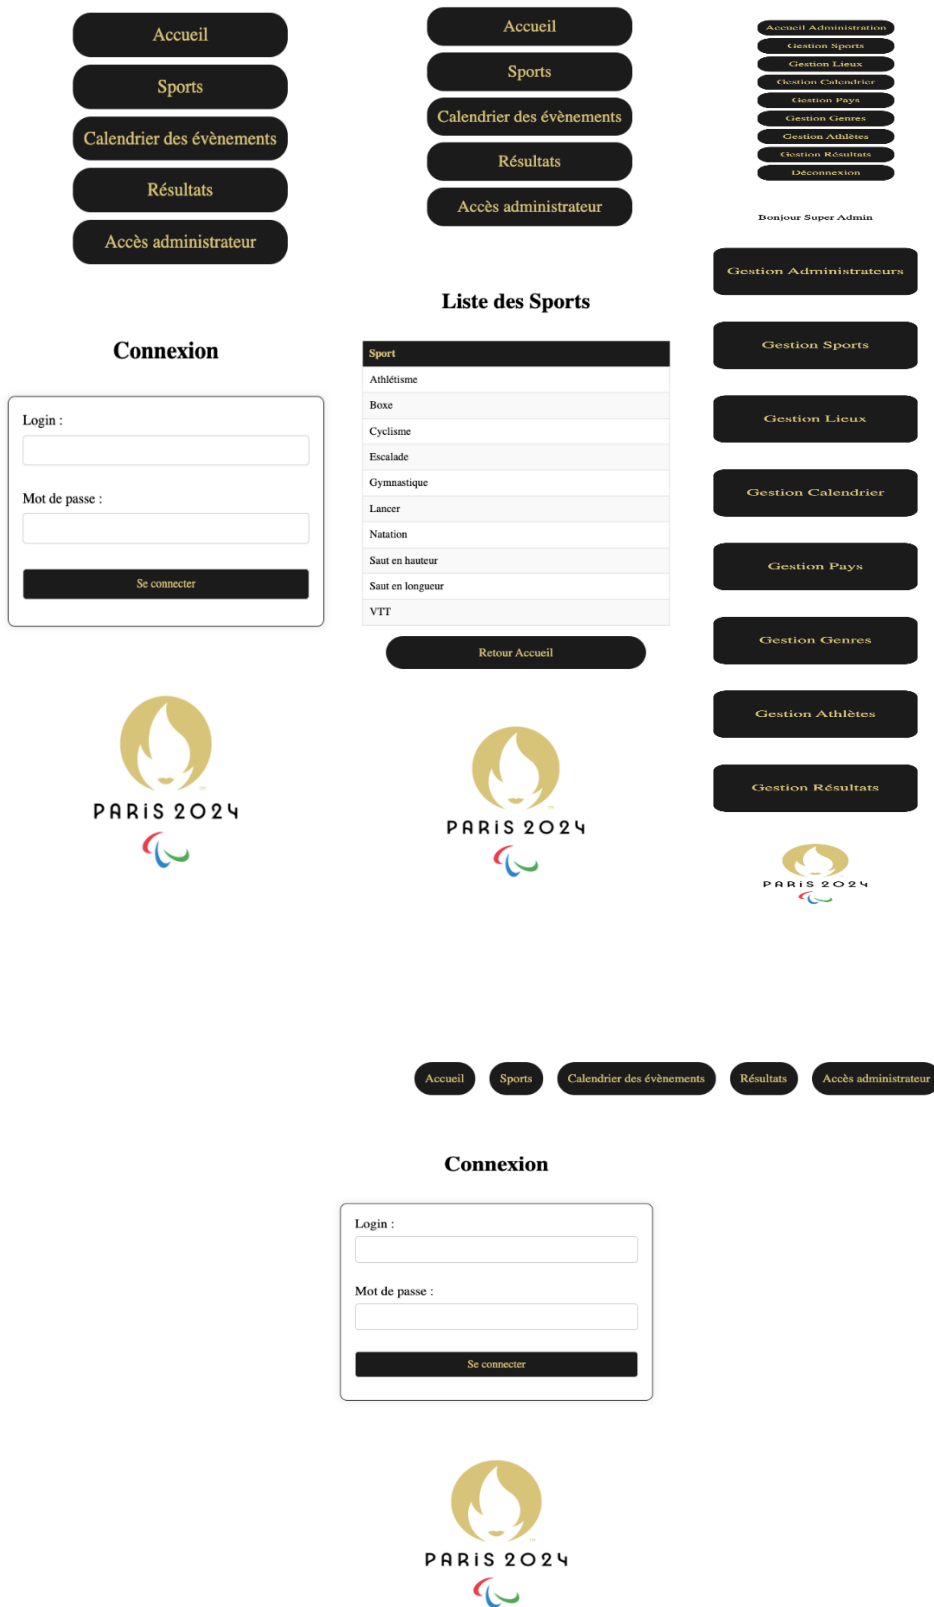 Accueil
Sports
Calendrier des évènements
Résultats
Accès administrateur
Connexion
Login :
Mot de passe :
Se connecter
PARiS 2024
Accueil
Sports
Calendrier des évènements
Résultats
Accès administrateur
Liste des Sports
Sport
Athlétisme
Boxe
Cyclisme
Escalade
Gymnastique
Lancer
Natation
Saut en hauteur
Saut en longueur
VTT
Retour Accueil
PARiS 2024
Accueil Administration
Gestion Sports
Gestion Lieux
Gestion Calendrier
Gestion Pays
Gestion Genres
Gestion Athlètes
Gestion Résultats
Déconnexion
Bonjour Super Admin
Gestion Administrateurs
Gestion Sports
Gestion Lieux
Gestion Calendrier
Gestion Pays
Gestion Genres
Gestion Athlètes
Gestion Résultats
PARiS 2024
Accueil Sports Calendrier des évènements Résultats Accès administrateur
Connexion
Login :
Mot de passe :
Se connecter
PARiS 2024